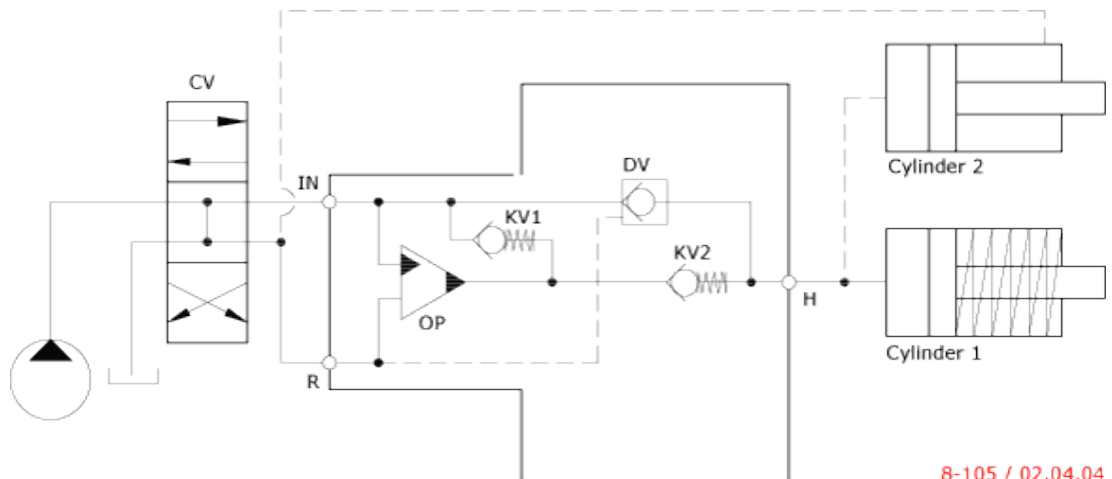 CV
IN
DV
Cylinder 2
KV1
KV2
H
OP
R
Cylinder 1
8-105 / 02.04.04